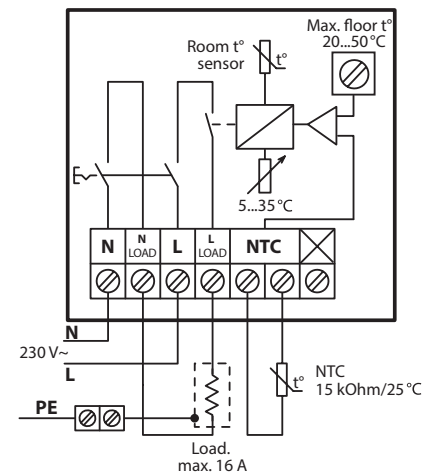 Max. floor t°
20...50°C
Room t°
sensor
t°
5...35°C
N
N
LOAD
L
L
LOAD
NTC
N
230 V~
L
PE
t°
NTC
15 kOhm/25°C
Load.
max. 16 A